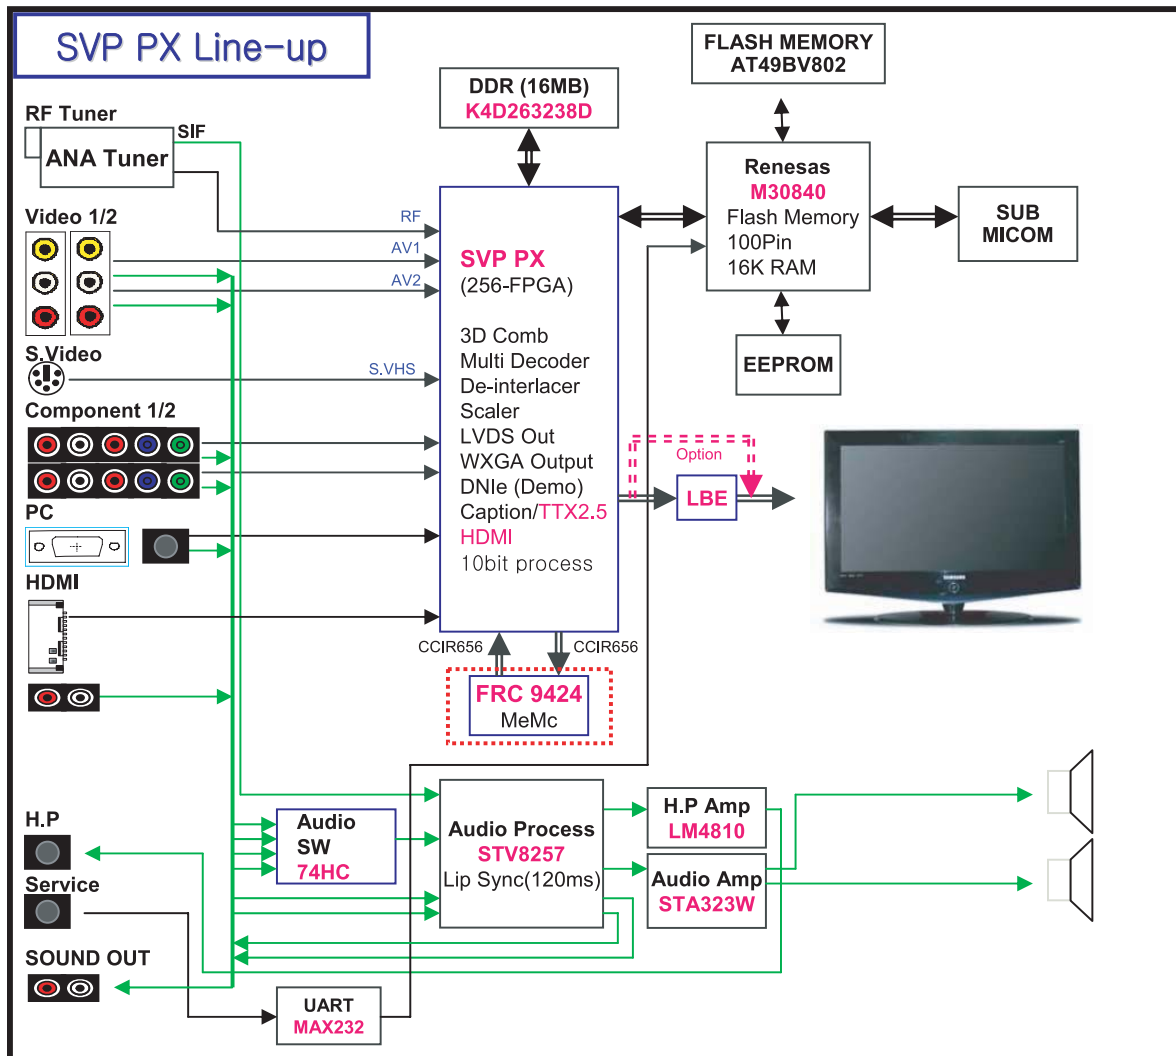 SVP PX Line-up
FLASH MEMORY
AT49BV802
DDR (16MB)
K4D263238D
RF Tuner
SIF
ANA Tuner
Renesas
M30840
Flash Memory
100Pin
16K RAM
SUB
MICOM
EEPROM
Video 1/2
RF
AV1
AV2
S.Video
S.VHS
Component 1/2
PC
HDMI
SVP PX
(256-FPGA)
3D Comb
Multi Decoder
De-interlacer
Scaler
LVDS Out
WXGA Output
DNIe (Demo)
Caption/TTX2.5
HDMI
10bit process
Option
LBE
SAMSUNG
CCIR656
CCIR656
FRC 9424
MeMc
H.P
Service
SOUND OUT
Audio
SW
74HC
Audio Process
STV8257
Lip Sync(120ms)
H.P Amp
LM4810
Audio Amp
STA323W
UART
MAX232